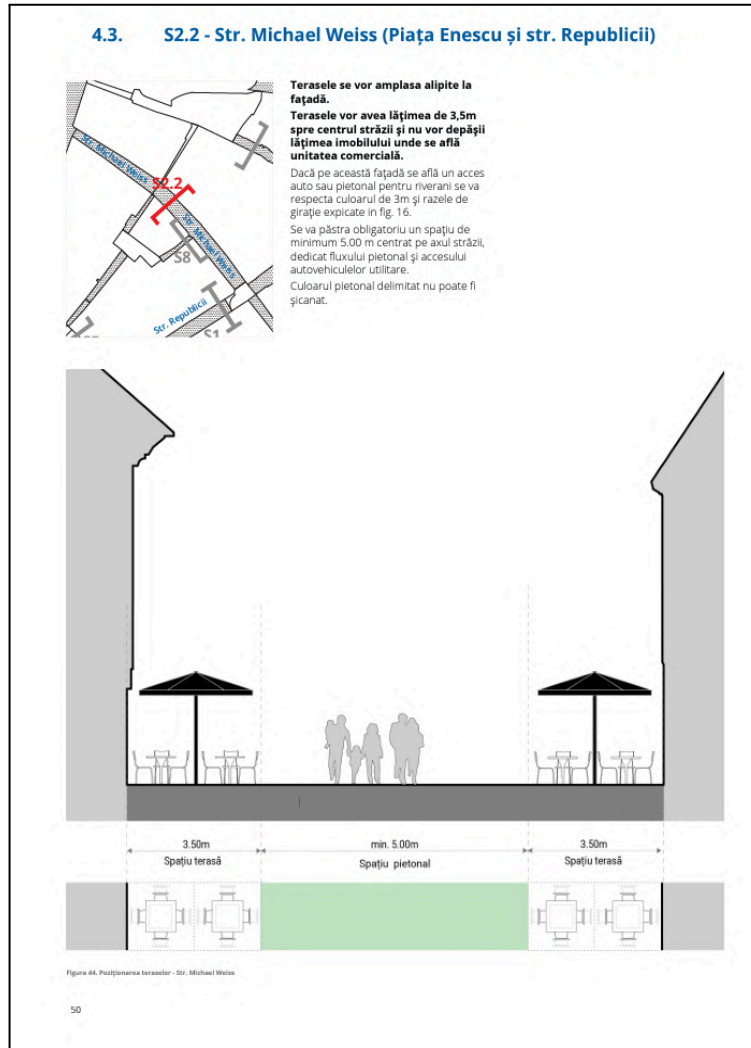 4.3. S2.2 - Str. Michael Weiss (Piața Enescu și str. Republicii)
Str. Michael Weiss
S2.2
Str. Michael Weiss
S8
Str. Republicii
S1
Terasele se vor amplasa alipite la
fațadă.
Terasele vor avea lățimea de 3,5m
spre centrul străzii și nu vor depășii
lățimea imobilului unde se află
unitatea comercială.
Dacă pe această fațadă se află un acces
auto sau pietonal pentru riverani se va
respecta culoarul de 3m și razele de
girație expicate in fig. 16.
Se va păstra obligatoriu un spațiu de
minimum 5.00 m centrat pe axul străzii,
dedicat fluxului pietonal și accesului
autovehiculelor utilitare.
Culoarul pietonal delimitat nu poate fi
șicanat.
3.50m
Spațiu terasă
min. 5.00m
Spațiu pietonal
3.50m
Spațiu terasă
Figura 44. Poziționarea teraselor - Str. Michael Weiss
50